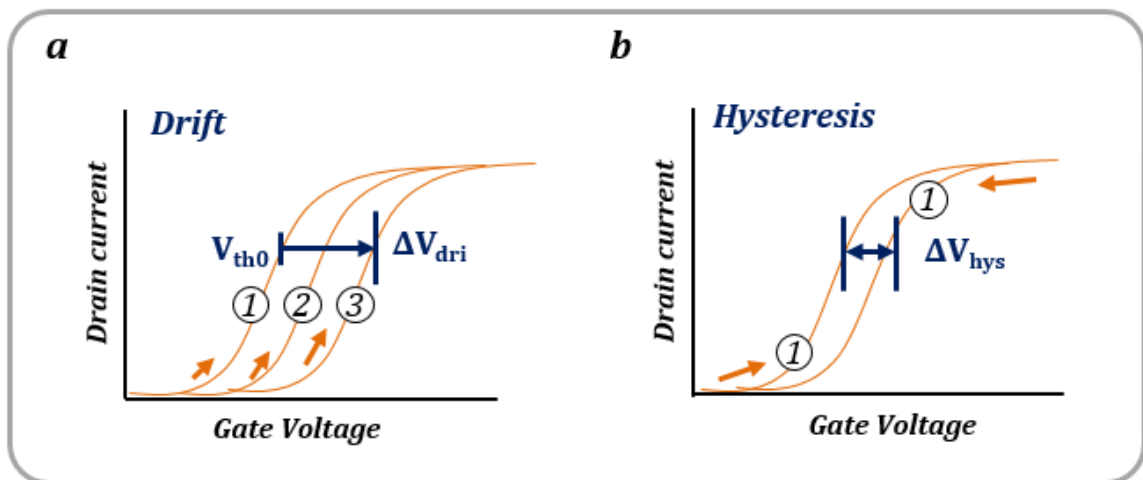 a
Drift
Drain current
V_th0
ΔV_dri
1
2
3
Gate Voltage
b
Hysteresis
Drain current
1
ΔV_hys
1
Gate Voltage